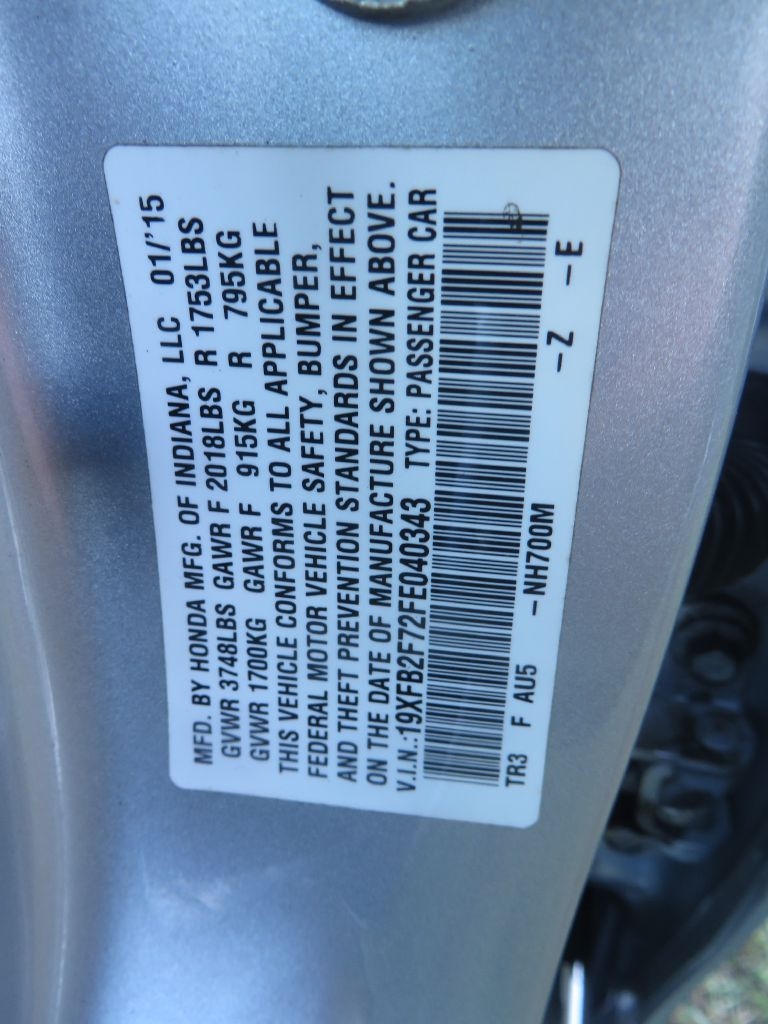 MFD. BY HONDA MFG. OF INDIANA, LLC 01/'15
GVWR 3748LBS GAWR F 2018LBS R 1753LBS
GVWR 1700KG GAWR F 915KG R 795KG
THIS VEHICLE CONFORMS TO ALL APPLICABLE
FEDERAL MOTOR VEHICLE SAFETY, BUMPER,
AND THEFT PREVENTION STANDARDS IN EFFECT
ON THE DATE OF MANUFACTURE SHOWN ABOVE.
V.I.N.:19XFB2F72FE040343 TYPE: PASSENGER CAR
TR3 F AU5 -NH700M -Z -E